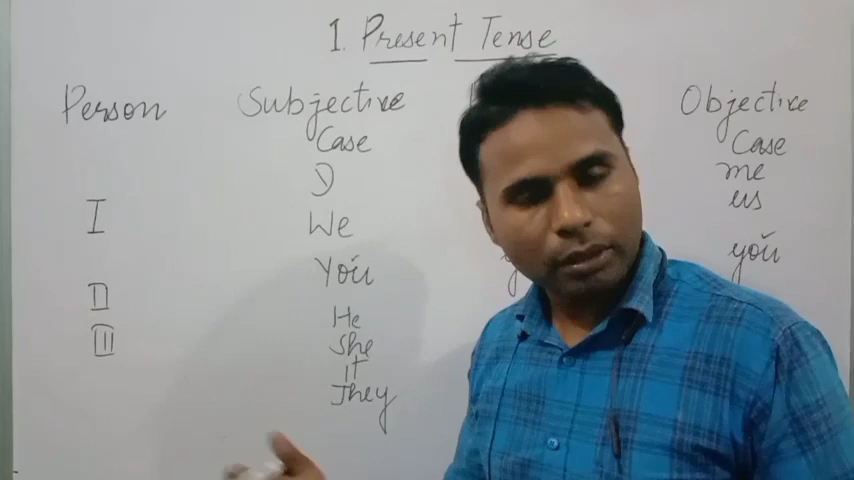 1. Present Tense
Person Subjective Case Objective Case
I I me
We us
II You you
III He
She
it
They